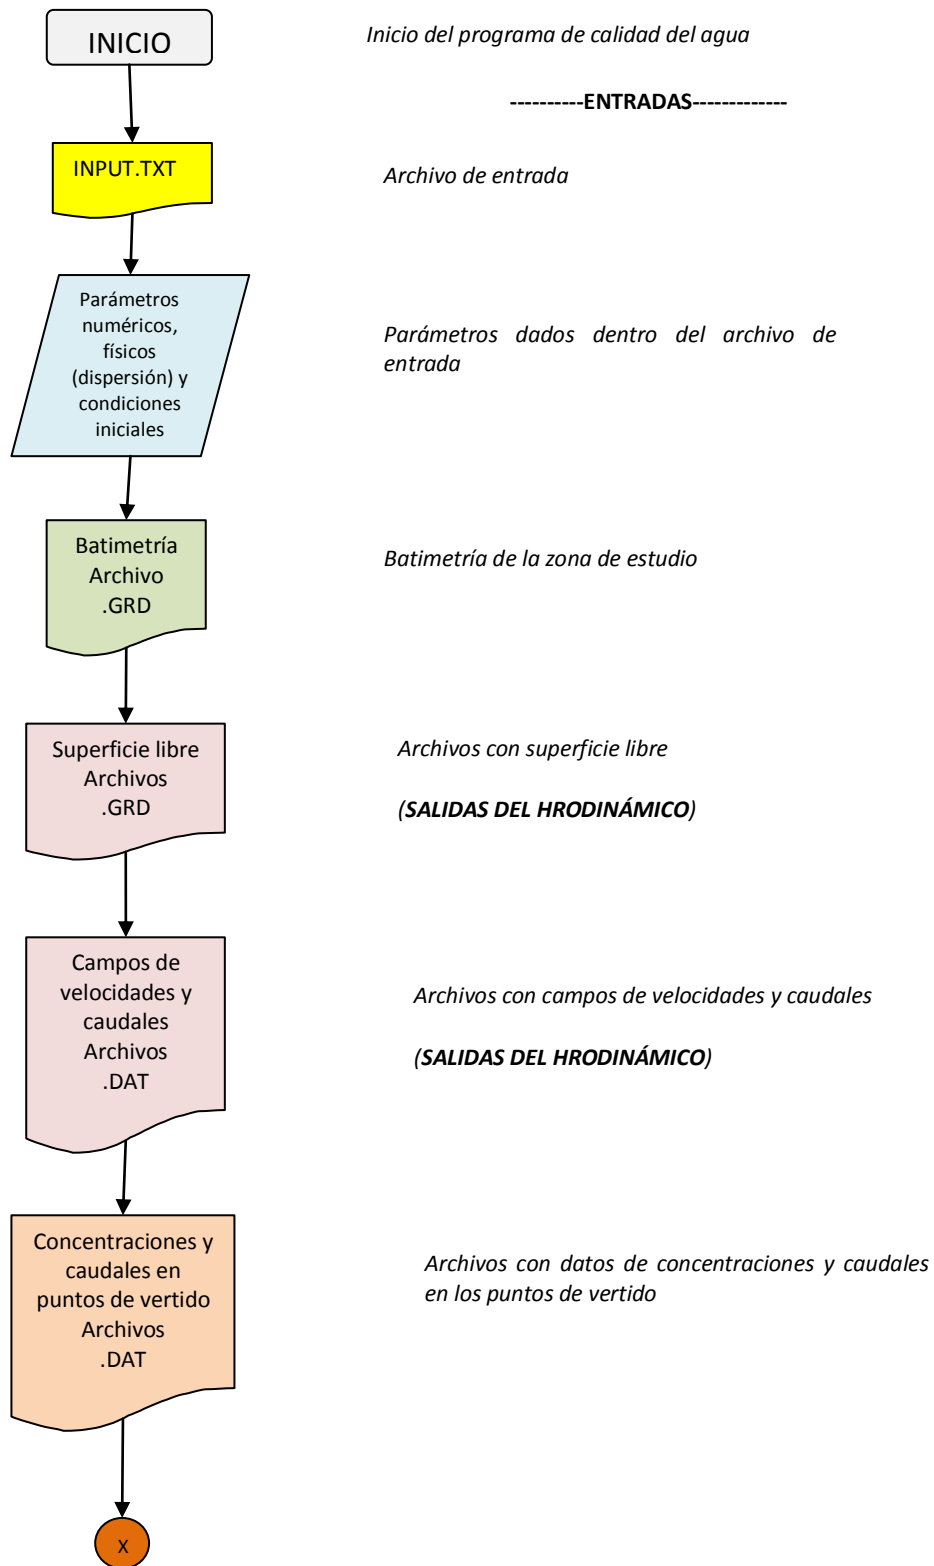 INICIO
Inicio del programa de calidad del agua
----------ENTRADAS-------------
INPUT.TXT
Archivo de entrada
Parámetros
numéricos,
físicos
(dispersión) y
condiciones
iniciales
Parámetros dados dentro del archivo de
entrada
Batimetría
Archivo
.GRD
Batimetría de la zona de estudio
Superficie libre
Archivos
.GRD
Archivos con superficie libre
(SALIDAS DEL HRODINÁMICO)
Campos de
velocidades y
caudales
Archivos
.DAT
Archivos con campos de velocidades y caudales
(SALIDAS DEL HRODINÁMICO)
Concentraciones y
caudales en
puntos de vertido
Archivos
.DAT
Archivos con datos de concentraciones y caudales
en los puntos de vertido
x